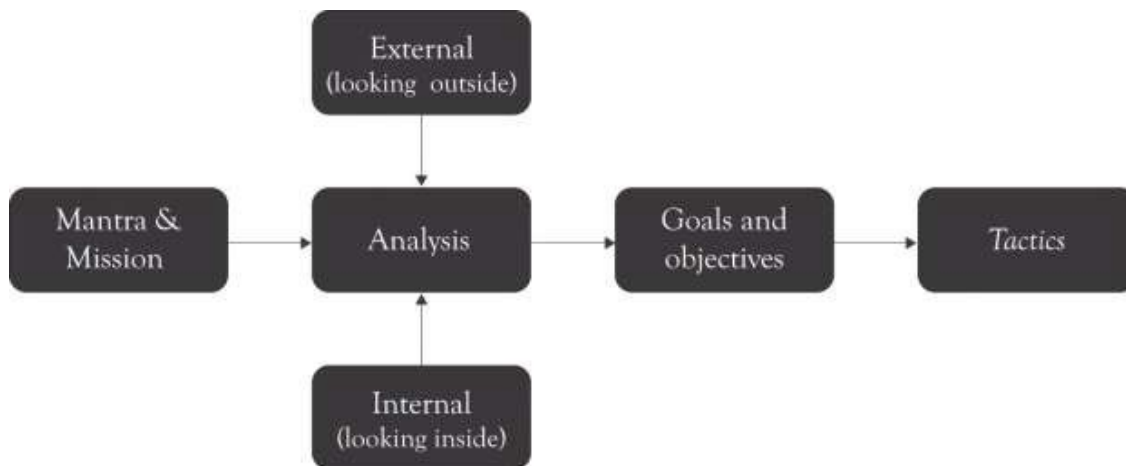 External
(looking outside)
Mantra &
Mission
Analysis
Goals and
objectives
Tactics
Internal
(looking inside)